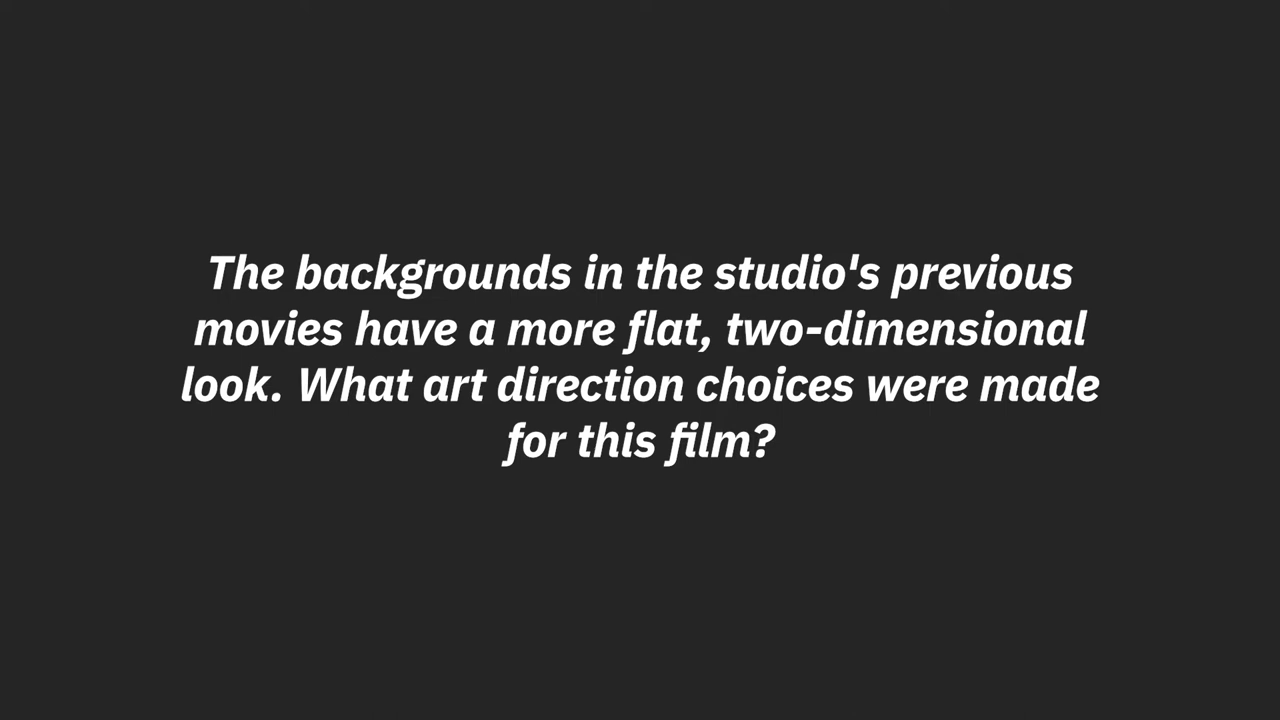 The backgrounds in the studio's previous
movies have a more flat, two-dimensional
look. What art direction choices were made
for this film?